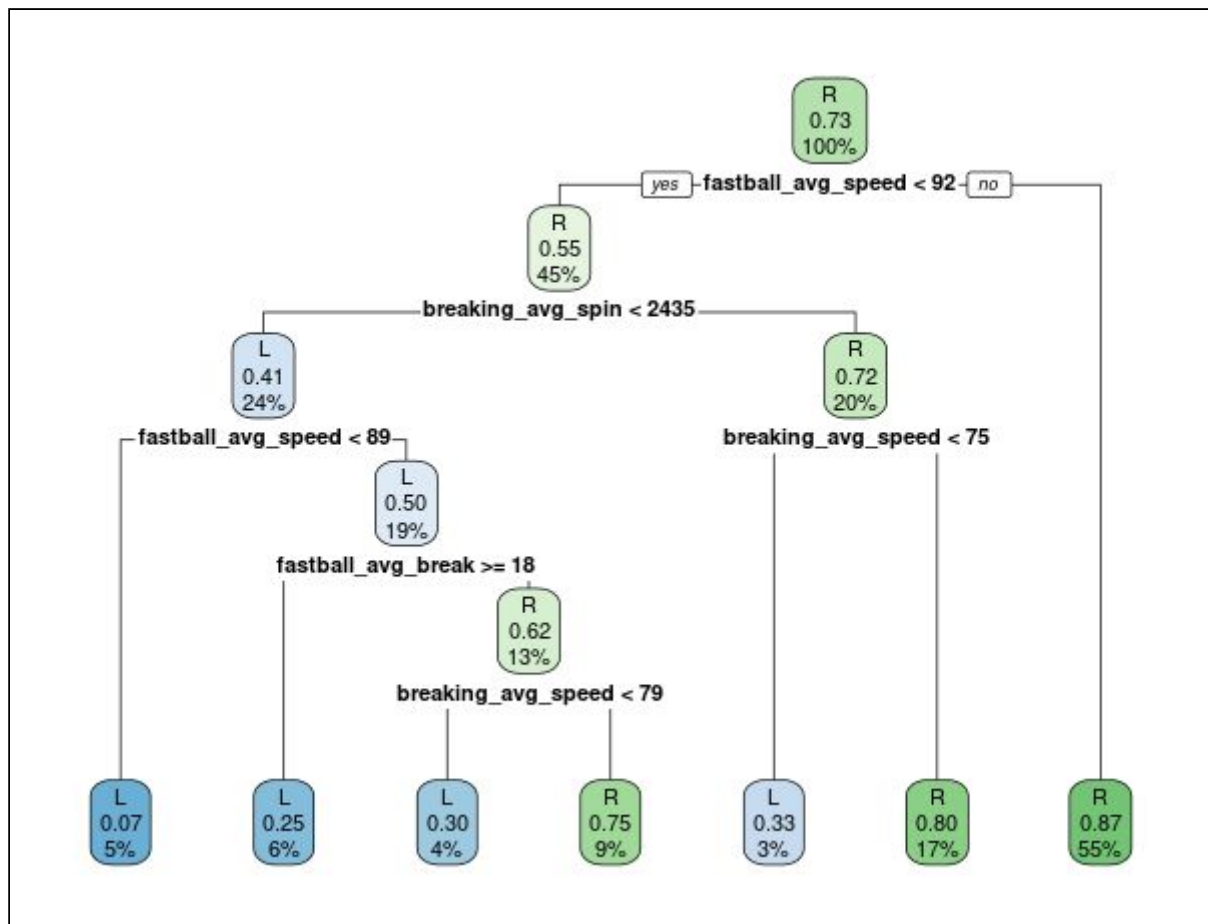 R
0.73
100%
yes fastball_avg_speed < 92 no
R
0.55
45%
breaking_avg_spin < 2435
L
0.41
24%
R
0.72
20%
fastball_avg_speed < 89
breaking_avg_speed < 75
L
0.50
19%
fastball_avg_break >= 18
R
0.62
13%
breaking_avg_speed < 79
L
0.07
5%
L
0.25
6%
L
0.30
4%
R
0.75
9%
L
0.33
3%
R
0.80
17%
R
0.87
55%